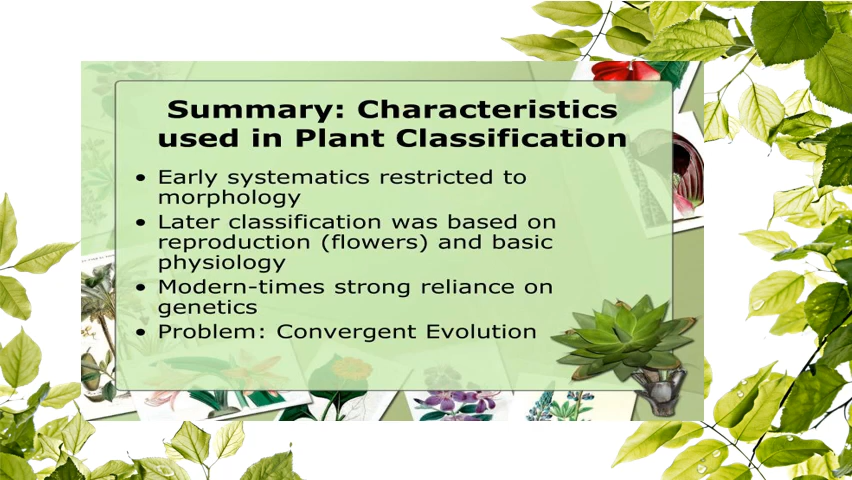 Summary: Characteristics
used in Plant Classification
• Early systematics restricted to
morphology
• Later classification was based on
reproduction (flowers) and basic
physiology
• Modern-times strong reliance on
genetics
• Problem: Convergent Evolution